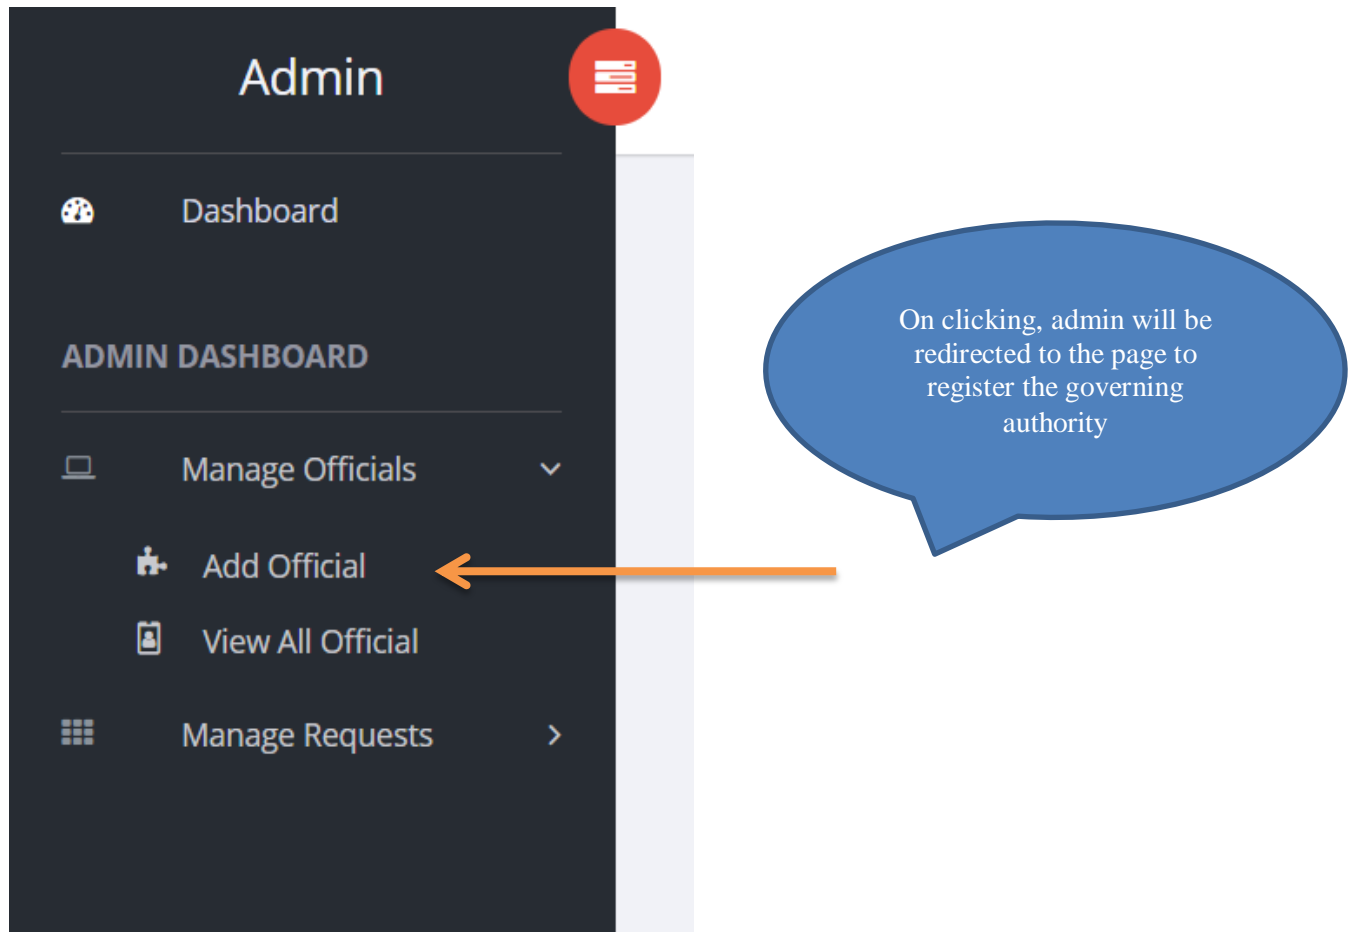 Admin
Dashboard
ADMIN DASHBOARD
Manage Officials
Add Official
View All Official
Manage Requests
On clicking, admin will be
redirected to the page to
register the governing
authority